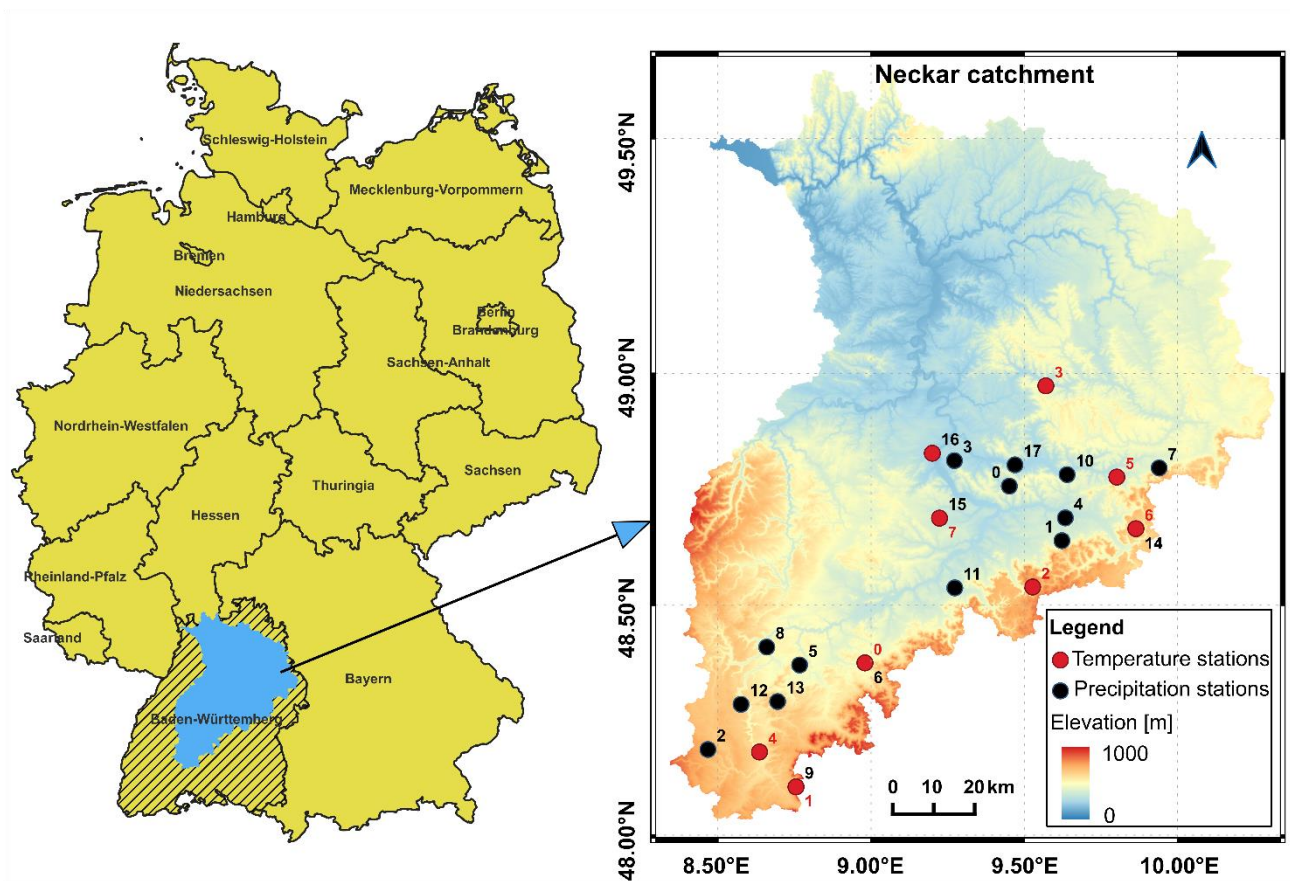 Schleswig-Holstein
Mecklenburg-Vorpommern
Hamburg
Bremen
Niedersachsen
Berlin
Brandenburg
Sachsen-Anhalt
Nordrhein-Westfalen
Sachsen
Thuringia
Hessen
Rheinland-Pfalz
Saarland
Bayern
Baden-Württemberg
Neckar catchment
49.50°N
49.00°N
48.50°N
48.00°N
3
16
3
17
10
7
0
5
15
4
6
7
1
14
11
2
8
5
0
6
12
13
2
4
9
1
0 10 20 km
Legend
Temperature stations
Precipitation stations
Elevation [m]
1000
0
8.50°E 9.00°E 9.50°E 10.00°E